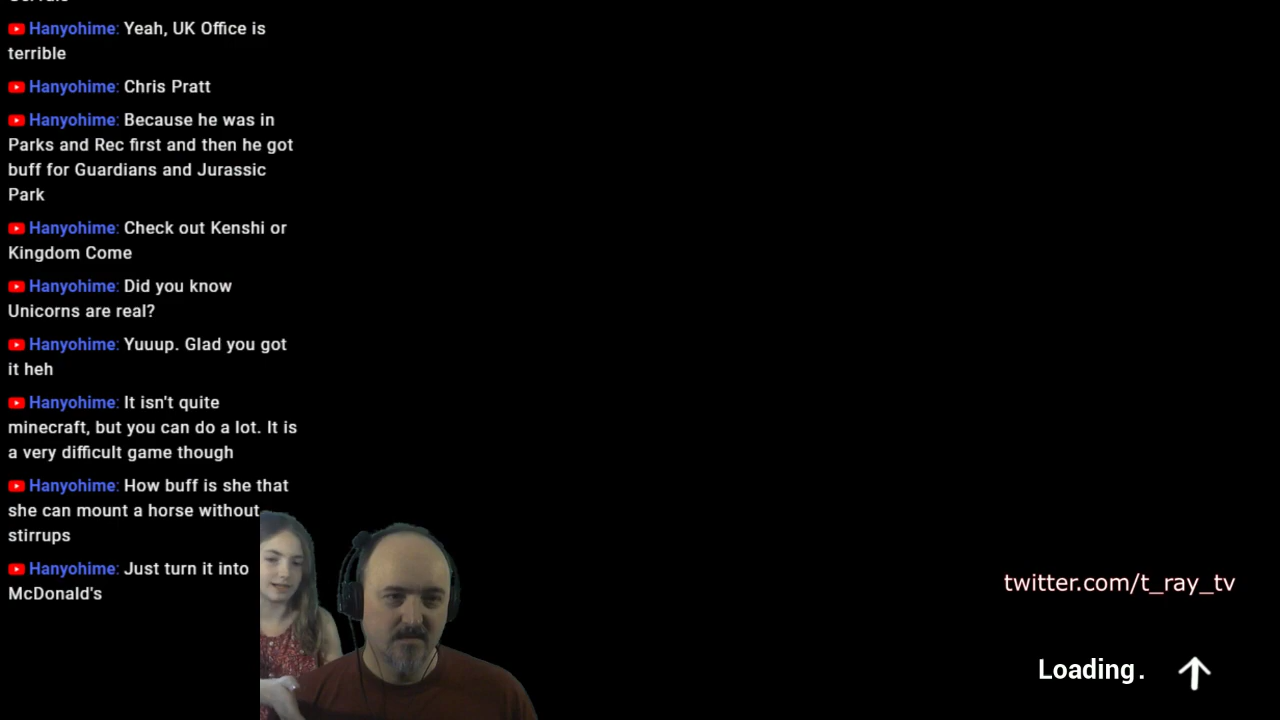 Hanyohime: Yeah, UK Office is
terrible
Hanyohime: Chris Pratt
Hanyohime: Because he was in
Parks and Rec first and then he got
buff for Guardians and Jurassic
Park
Hanyohime: Check out Kenshi or
Kingdom Come
Hanyohime: Did you know
Unicorns are real?
Hanyohime: Yuuup. Glad you got
it heh
Hanyohime: It isn't quite
minecraft, but you can do a lot. It is
a very difficult game though
Hanyohime: How buff is she that
she can mount a horse without
stirrups
Hanyohime: Just turn it into
McDonald's
twitter.com/t_ray_tv
Loading.